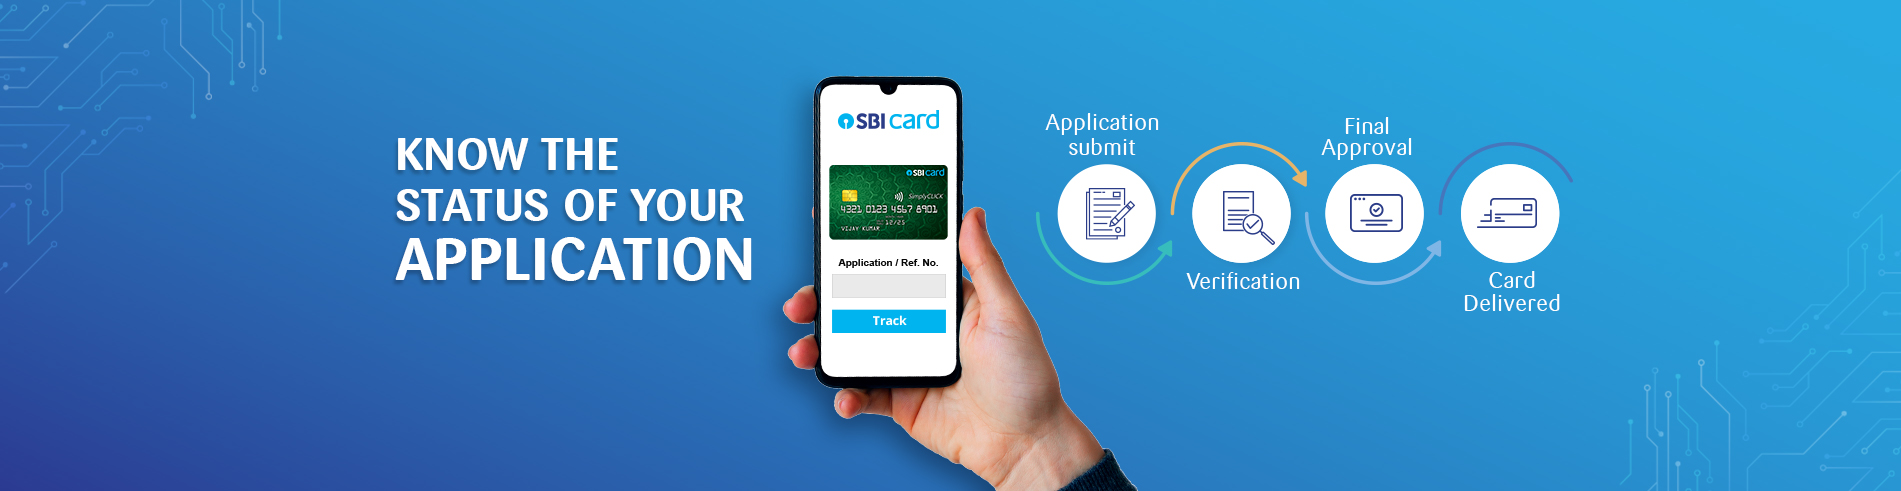 KNOW THE
STATUS OF YOUR
APPLICATION
SBI card
SBI card
SimplyCLICK
4321 0123 4567 8901
12/25
VIJAY KUMAR
Application / Ref. No.
Track
Application
submit
Verification
Final
Approval
Card
Delivered